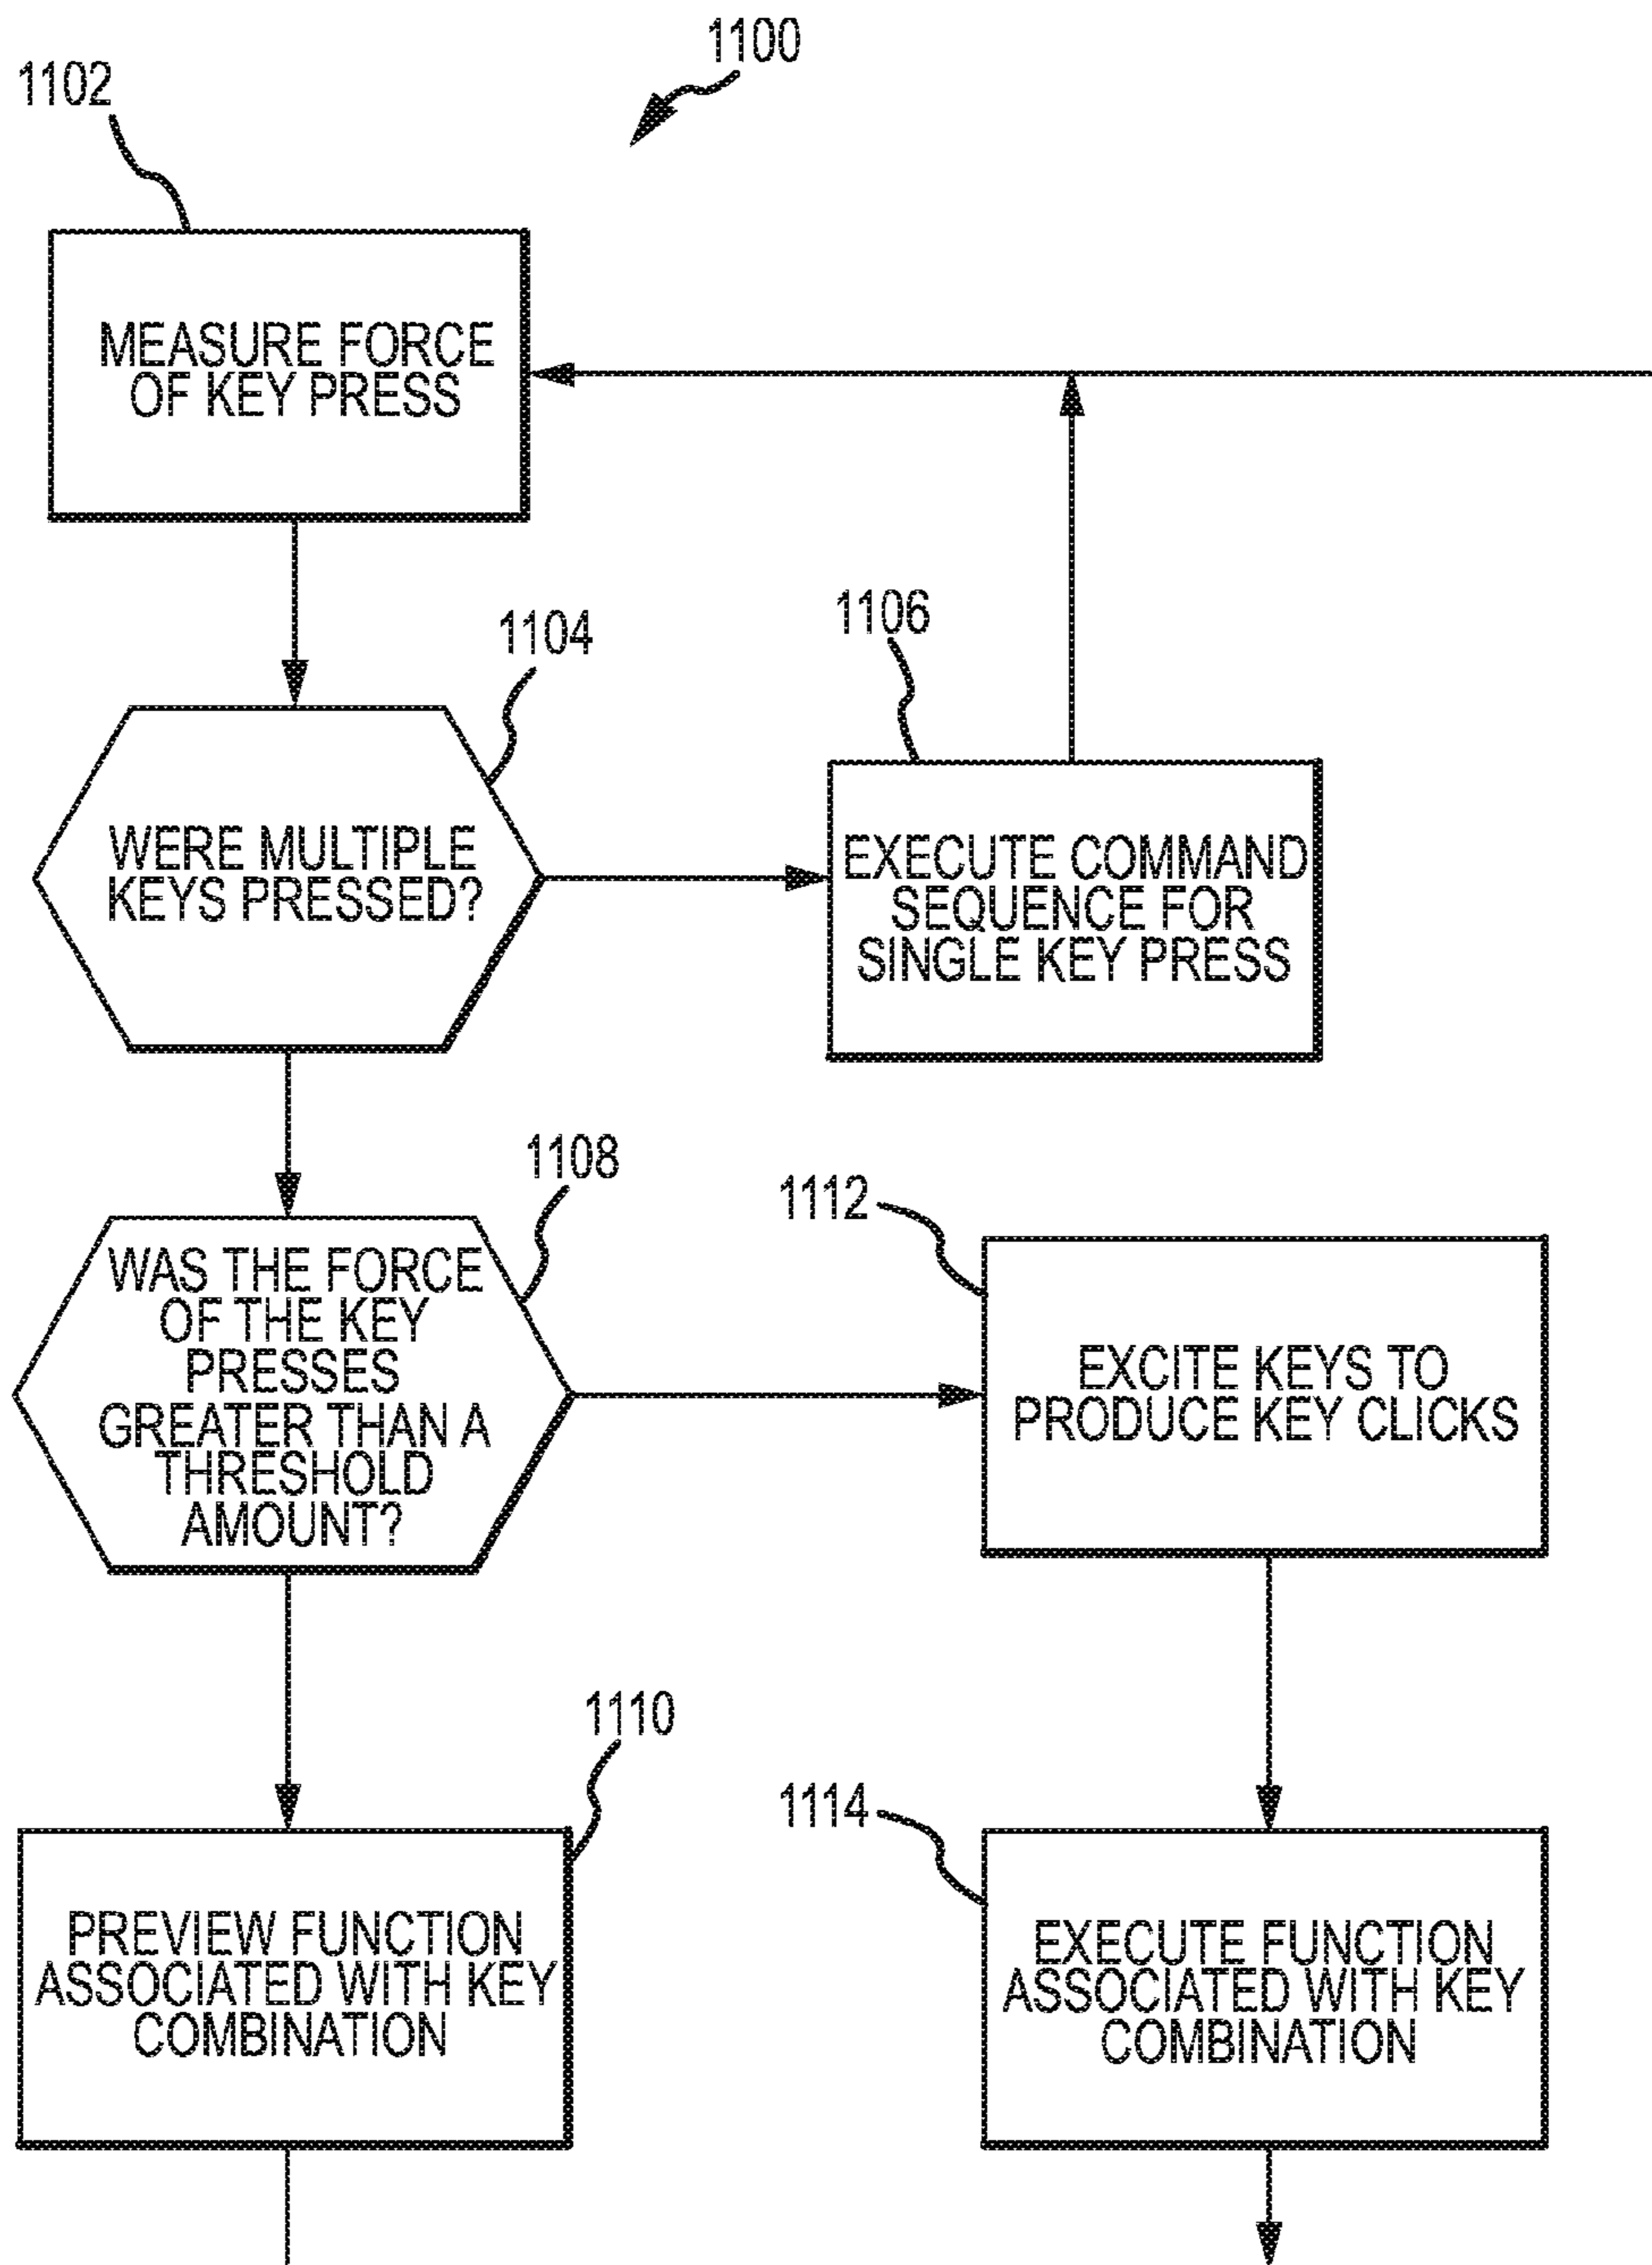 1100
1102
MEASURE FORCE
OF KEY PRESS
1104
WERE MULTIPLE
KEYS PRESSED?
1106
EXECUTE COMMAND
SEQUENCE FOR
SINGLE KEY PRESS
1108
WAS THE FORCE
OF THE KEY
PRESSES
GREATER THAN A
THRESHOLD
AMOUNT?
1112
EXCITE KEYS TO
PRODUCE KEY CLICKS
1110
PREVIEW FUNCTION
ASSOCIATED WITH KEY
COMBINATION
1114
EXECUTE FUNCTION
ASSOCIATED WITH KEY
COMBINATION